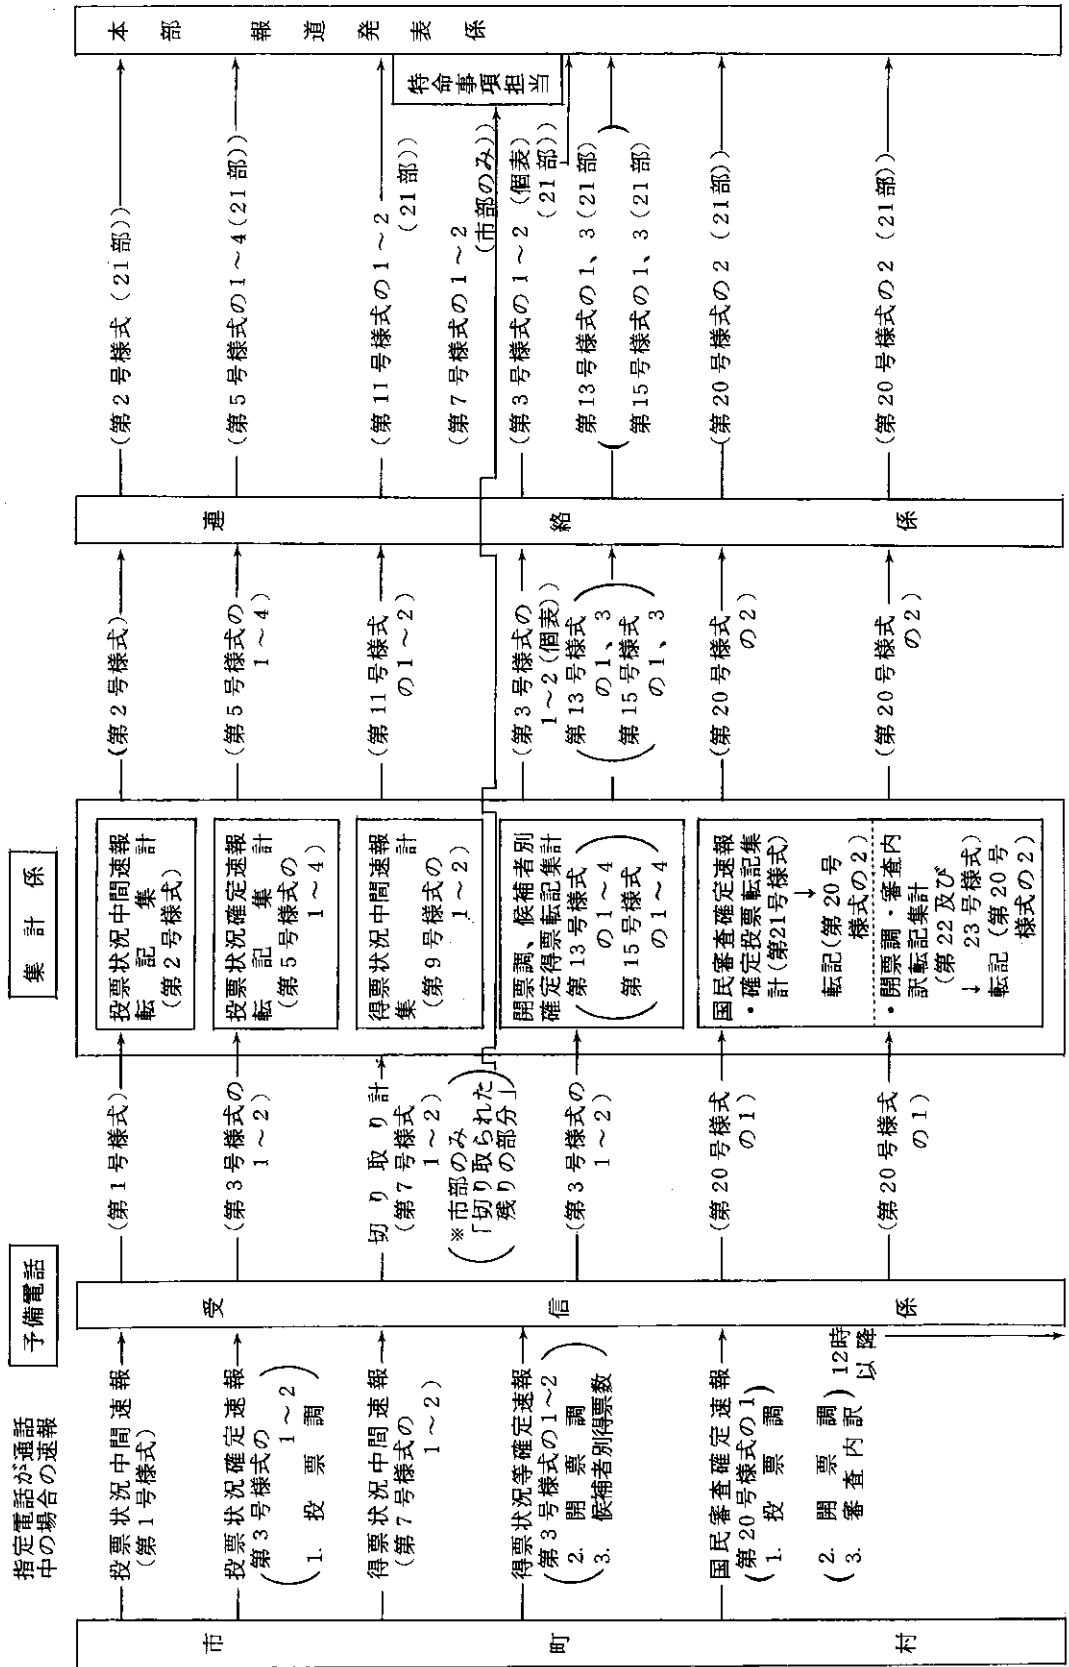 指定電話が通話
中の場合の速報
予備電話
集計係
市町村
投票状況中間速報
(第1号様式)
投票状況確定速報
第3号様式の
1～2
1. 投票調
得票状況中間速報
(第7号様式の
1～2)
得票状況等確定速報
第3号様式の1～2
2. 開票調
3. 候補者別得票数
国民審査確定速報
第20号様式の1
1. 投票調
2. 開票調
3. 審査内訳
12時
以降
受信係
(第1号様式)
(第3号様式の
1～2)
切り取り計
(第7号様式
1～2)
※市部のみ
「切り取られた
残りの部分」
(第3号様式の
1～2)
(第20号様式
の1)
(第20号様式
の1)
投票状況中間速報
転記集計
(第2号様式)
投票状況確定速報
転記集計
(第5号様式の
1～4)
得票状況中間速報
集計
(第9号様式の
1～2)
開票調、候補者別
確定得票転記集計
第13号様式
の1～4
第15号様式
の1～4
国民審査確定速報
・確定投票転記集
計(第21号様式)
↓
転記(第20号
様式の2)
・開票調・審査内
訳転記集計
(第22及び
↓ 23号様式)
転記(第20号
様式の2)
(第2号様式)
(第5号様式の
1～4)
(第11号様式
の1～2)
(第3号様式の
1～2(個表))
第13号様式
の1、3
第15号様式
の1、3
(第20号様式
の2)
(第20号様式
の2)
連絡係
(第2号様式(21部))
(第5号様式の1～4(21部))
(第11号様式の1～2
(21部))
(第7号様式の1～2
(市部のみ))
(第3号様式の1～2(個表)
(21部))
第13号様式の1、3(21部)
第15号様式の1、3(21部)
(第20号様式の2(21部))
(第20号様式の2(21部))
特命事項担当
本部報道発表係